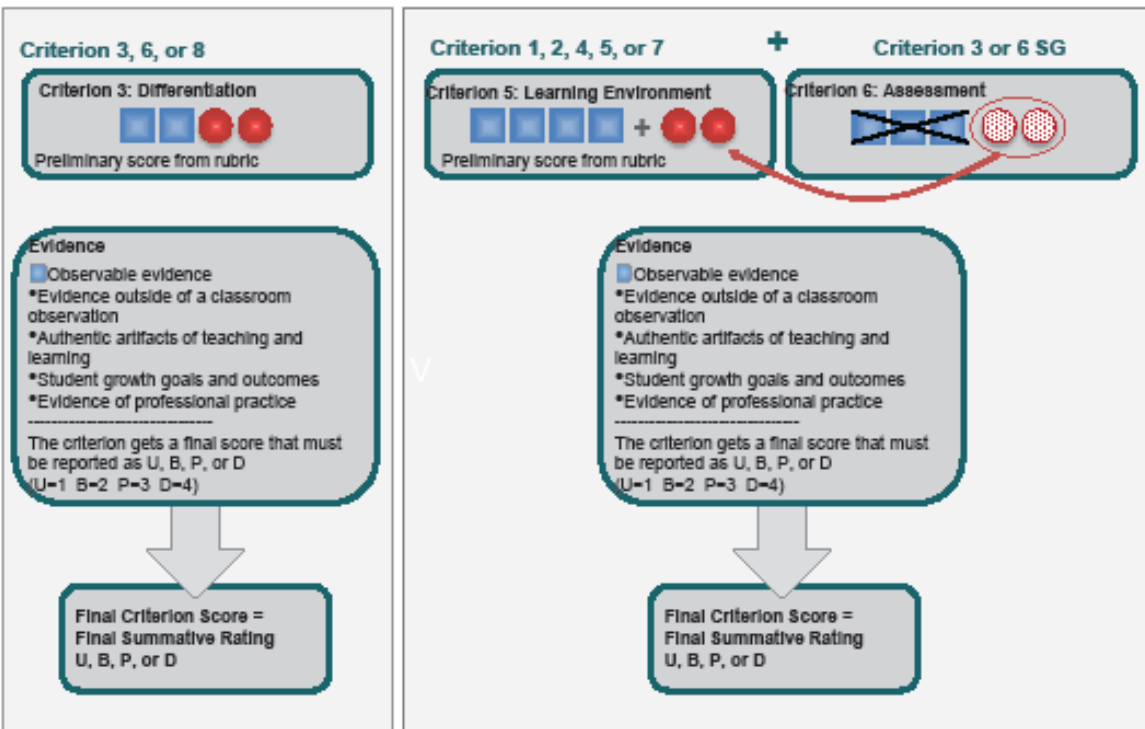 Criterion 3, 6, or 8
Criterion 3: Differentiation
Preliminary score from rubric
Evidence
Observable evidence
•Evidence outside of a classroom
observation
•Authentic artifacts of teaching and
learning
•Student growth goals and outcomes
•Evidence of professional practice
--------------------------------
The criterion gets a final score that must
be reported as U, B, P, or D
(U=1 B=2 P=3 D=4)
Final Criterion Score =
Final Summative Rating
U, B, P, or D
Criterion 1, 2, 4, 5, or 7 + Criterion 3 or 6 SG
Criterion 5: Learning Environment
+
Preliminary score from rubric
Criterion 6: Assessment
V
Evidence
Observable evidence
•Evidence outside of a classroom
observation
•Authentic artifacts of teaching and
learning
•Student growth goals and outcomes
•Evidence of professional practice
--------------------------------
The criterion gets a final score that must
be reported as U, B, P, or D
(U=1 B=2 P=3 D=4)
Final Criterion Score =
Final Summative Rating
U, B, P, or D